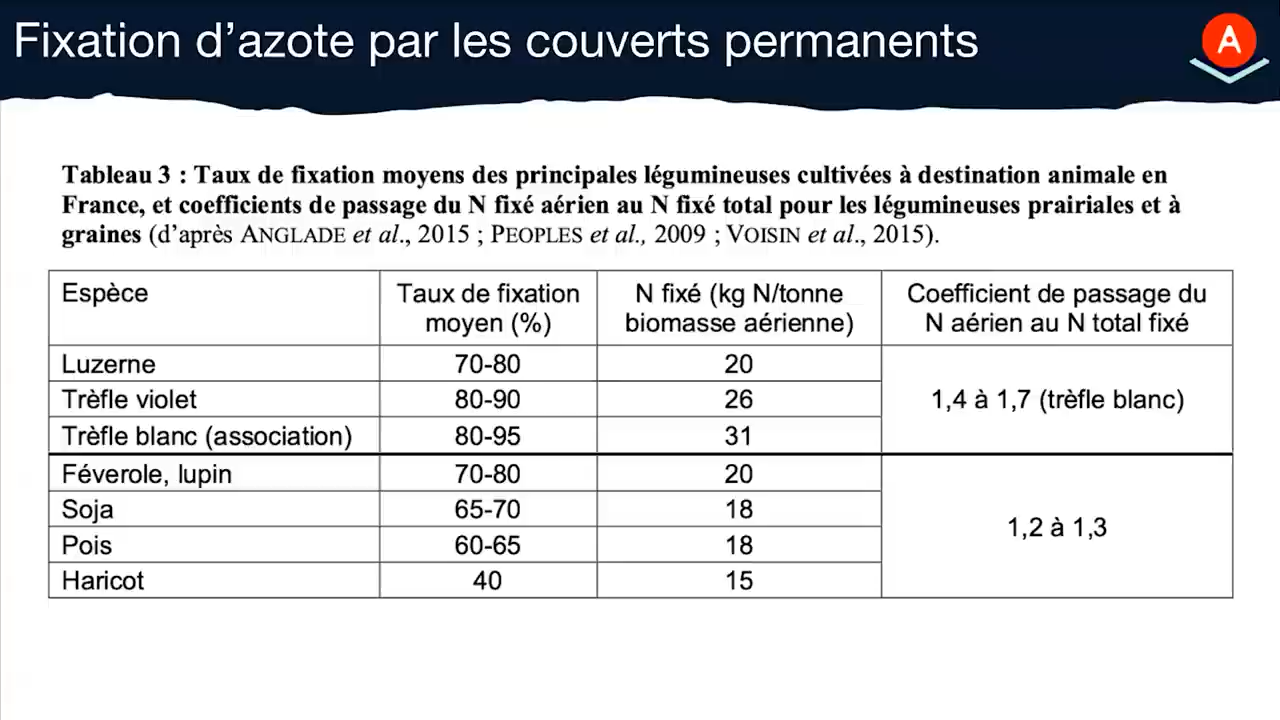 Fixation d’azote par les couverts permanents
A
Tableau 3 : Taux de fixation moyens des principales légumineuses cultivées à destination animale en
France, et coefficients de passage du N fixé aérien au N fixé total pour les légumineuses prairiales et à
graines (d’après ANGLADE et al., 2015 ; PEOPLES et al., 2009 ; VOISIN et al., 2015).
Espèce
Taux de fixation
moyen (%)
N fixé (kg N/tonne
biomasse aérienne)
Coefficient de passage du
N aérien au N total fixé
Luzerne 70-80 20
Trèfle violet 80-90 26 1,4 à 1,7 (trèfle blanc)
Trèfle blanc (association) 80-95 31
Féverole, lupin 70-80 20
Soja 65-70 18
1,2 à 1,3
Pois 60-65 18
Haricot 40 15